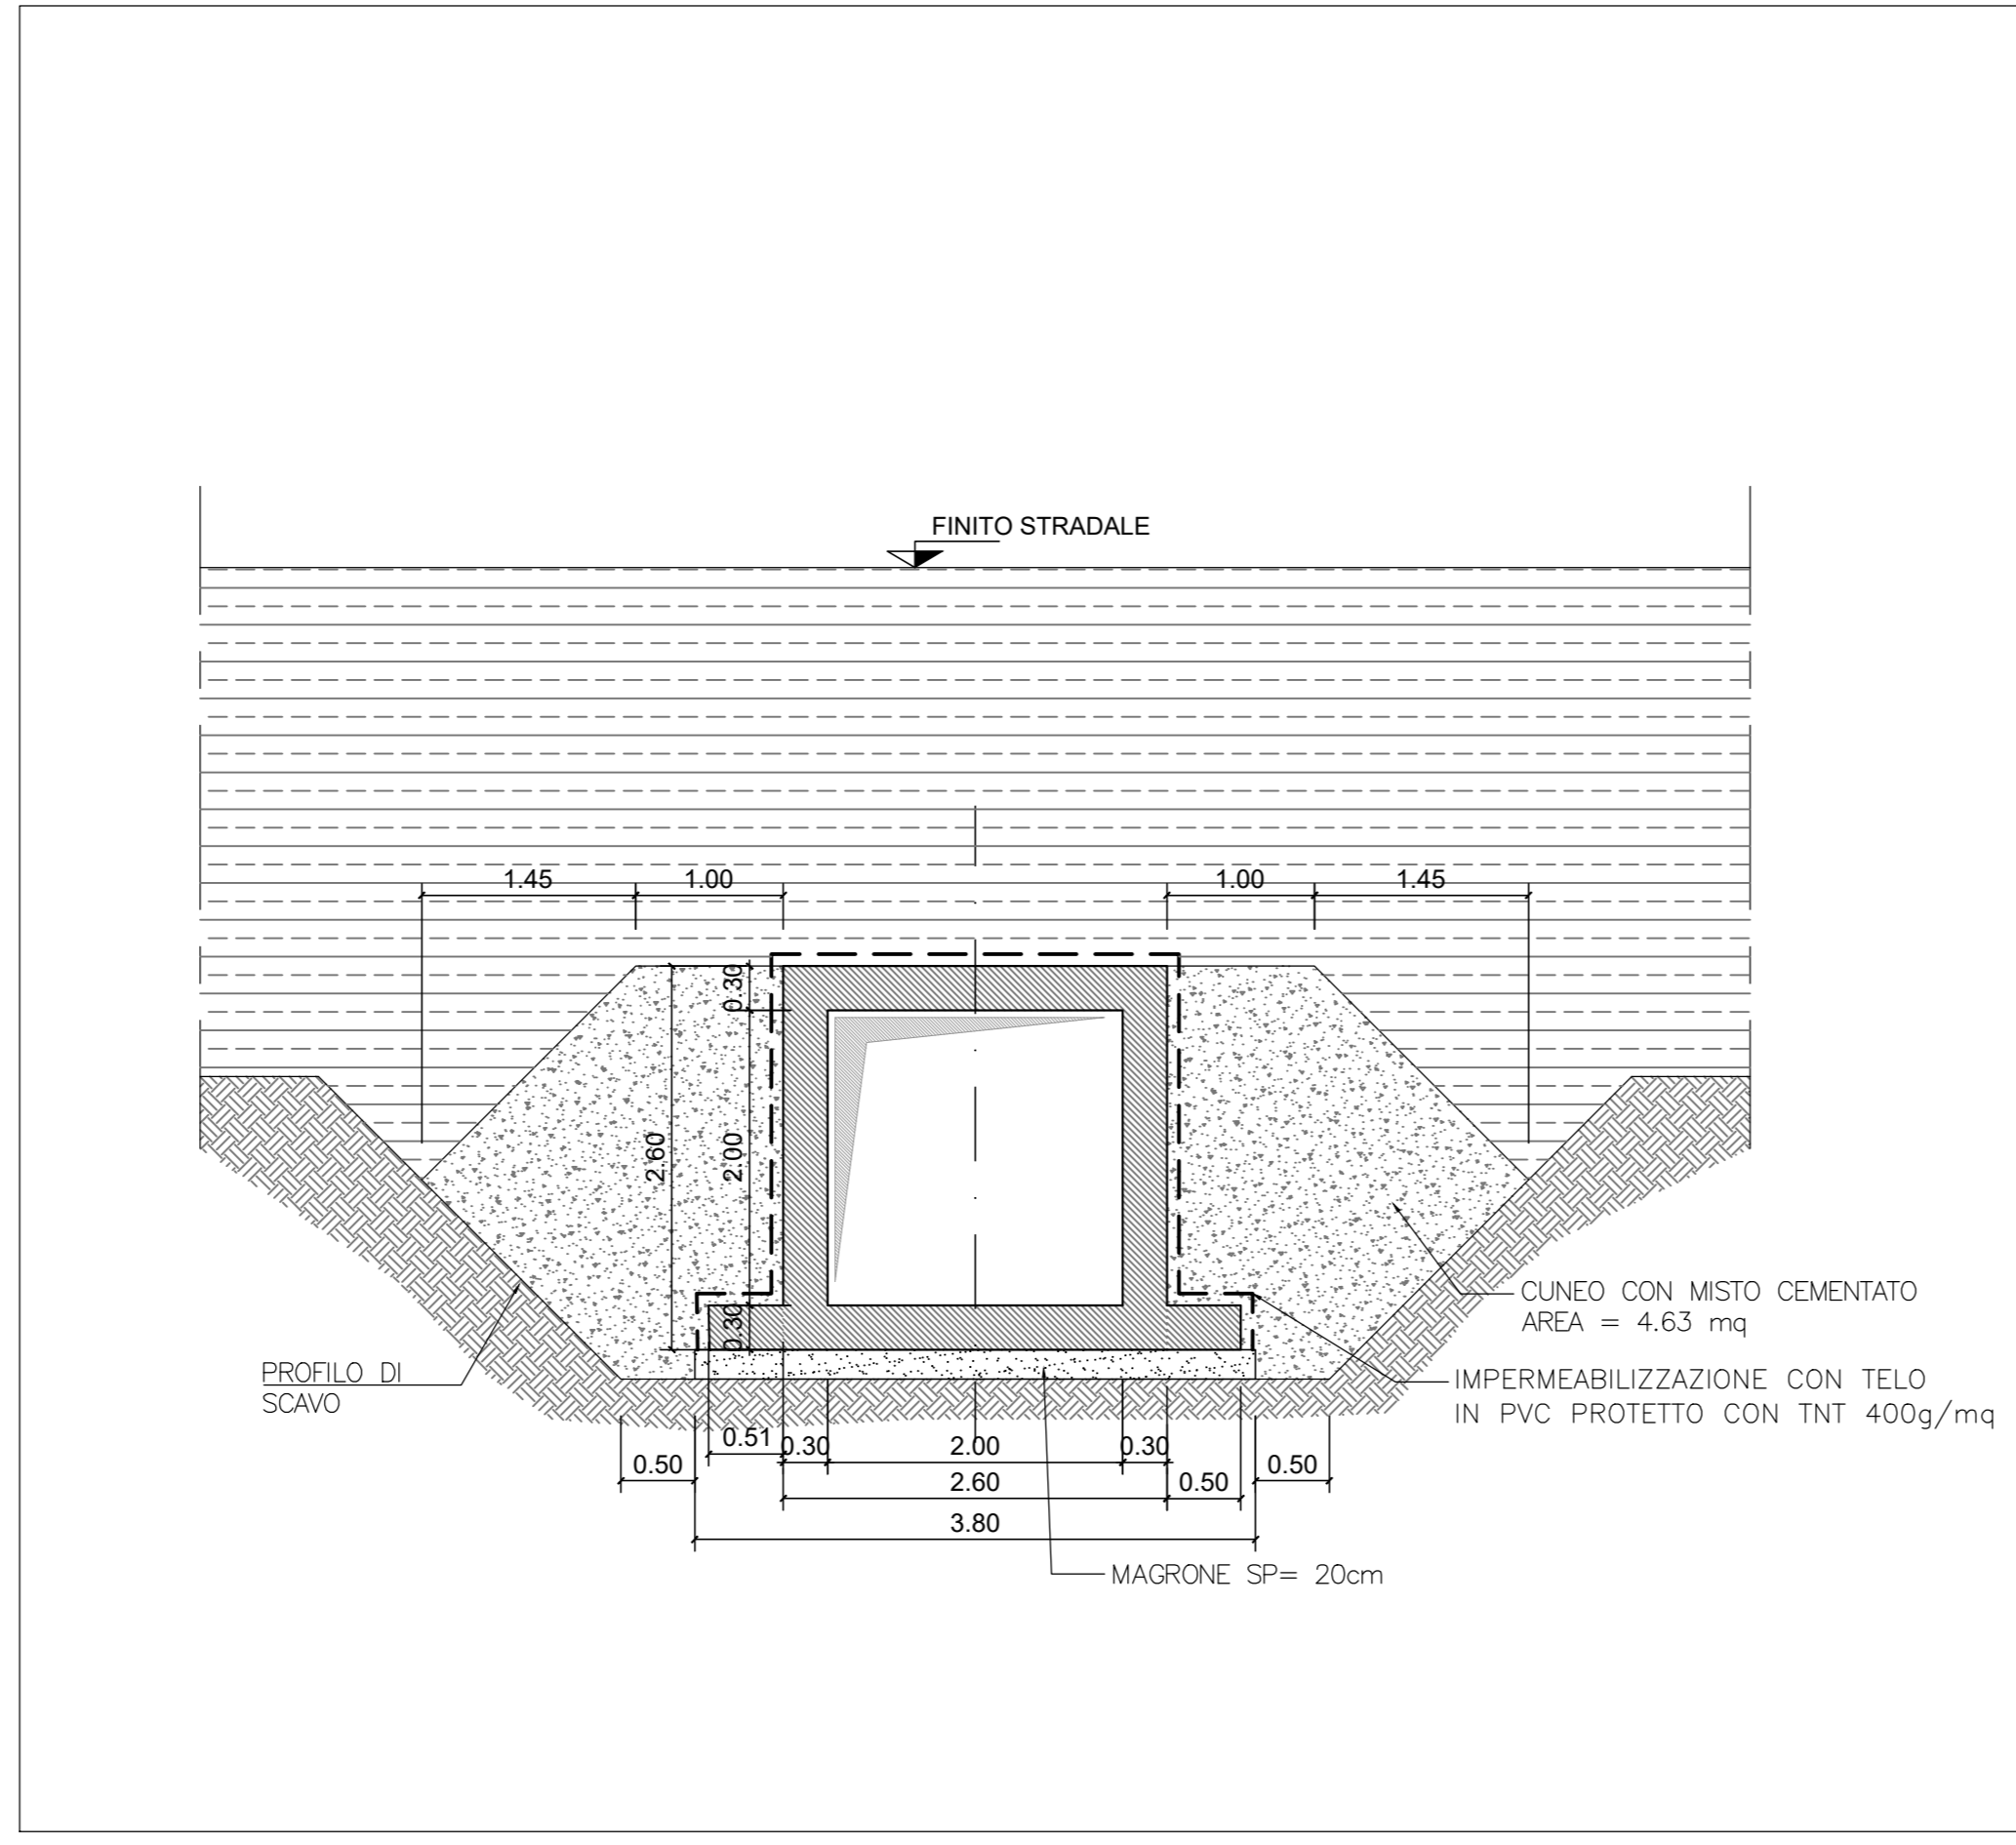 FINITO STRADALE
1.45
1.00
1.00
1.45
0.30
2.60
2.00
0.30
CUNEO CON MISTO CEMENTATO
AREA = 4.63 mq
PROFILO DI
SCAVO
IMPERMEABILIZZAZIONE CON TELO
IN PVC PROTETTO CON TNT 400g/mq
0.51
0.30
2.00
0.30
0.50
0.50
2.60
0.50
3.80
MAGRONE SP= 20cm